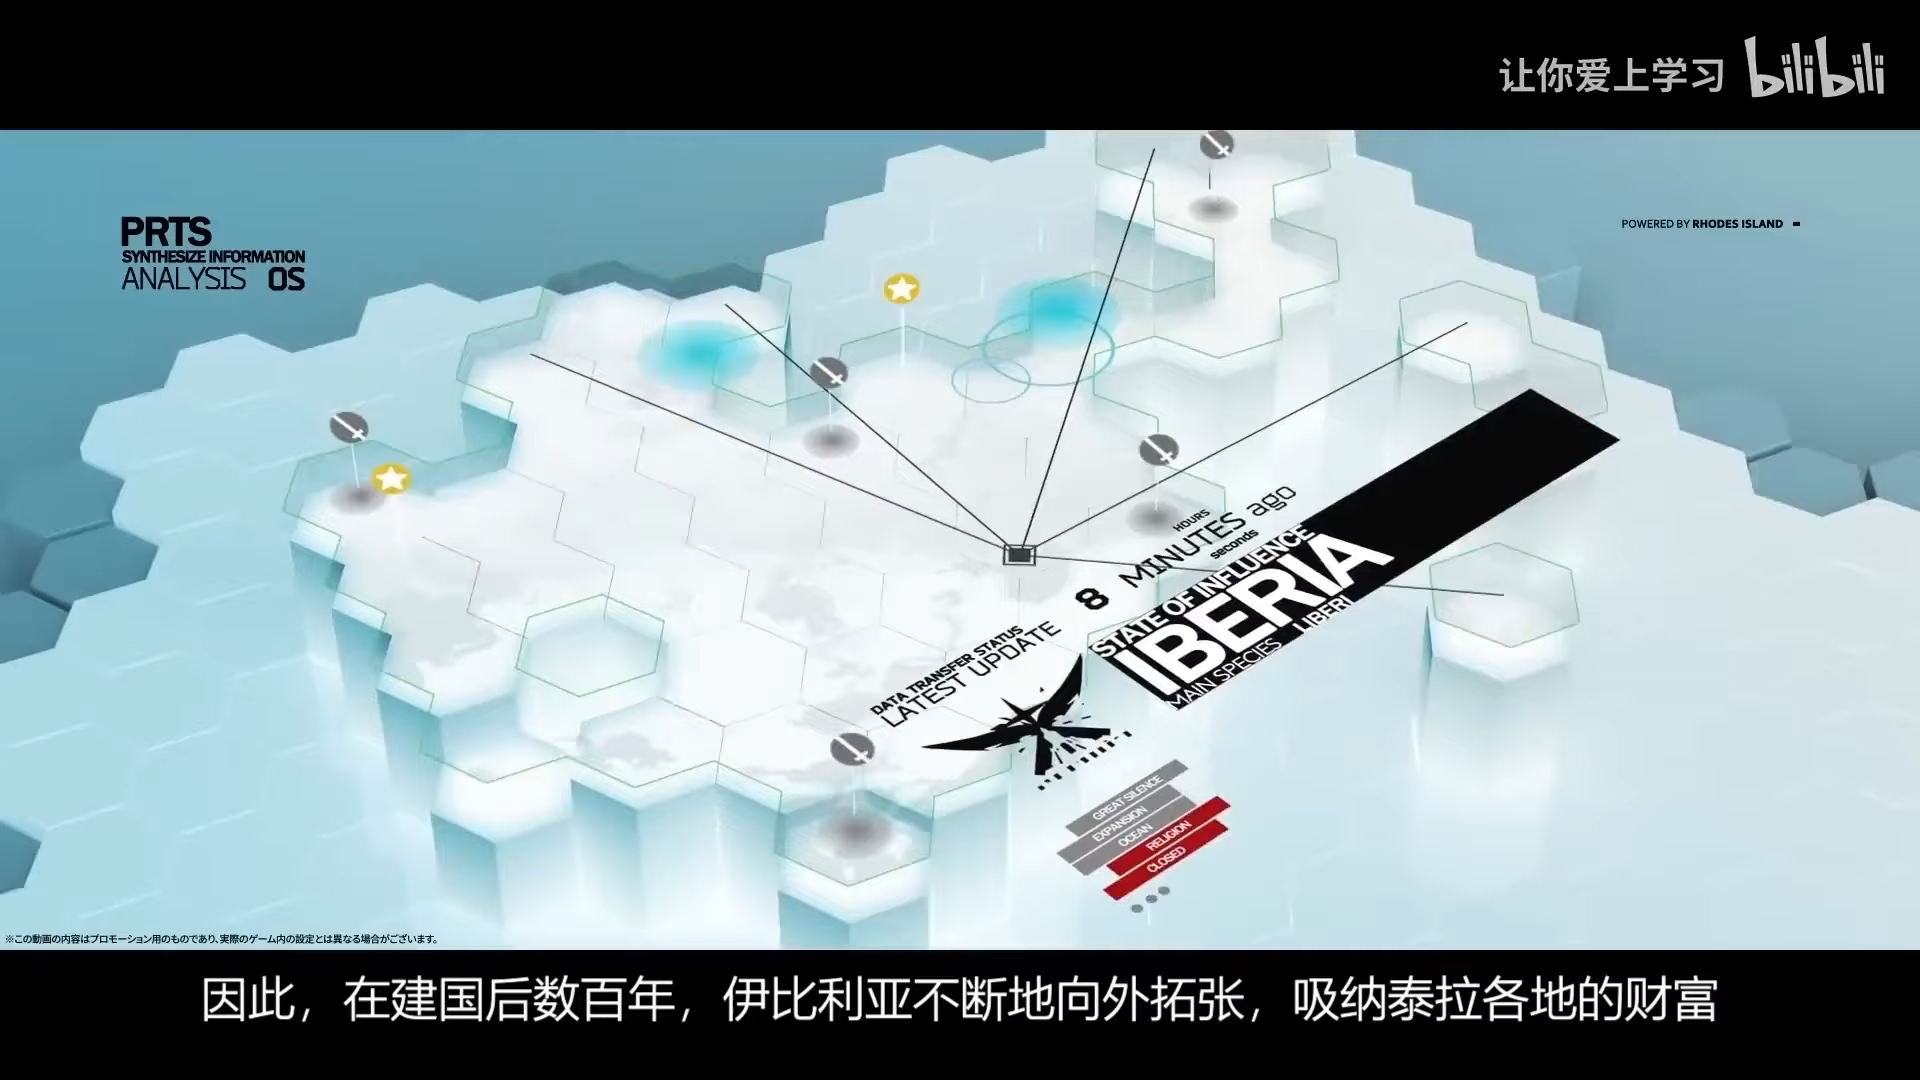 让你爱上学习 bilibili
PRTS
SYNTHESIZE INFORMATION
ANALYSIS OS
POWERED BY RHODES ISLAND
HOURS
8 MINUTES ago
seconds
DATA TRANSFER STATUS
LATEST UPDATE
STATE OF INFLUENCE
IBERIA
MAIN SPECIES LIBERI
GREAT SILENCE
EXPANSION
OCEAN
RELIGION
CLOSED
※この動画の内容はプロモーション用のものであり、実際のゲーム内の設定とは異なる場合がございます。
因此，在建国后数百年，伊比利亚不断地向外拓张，吸纳泰拉各地的财富